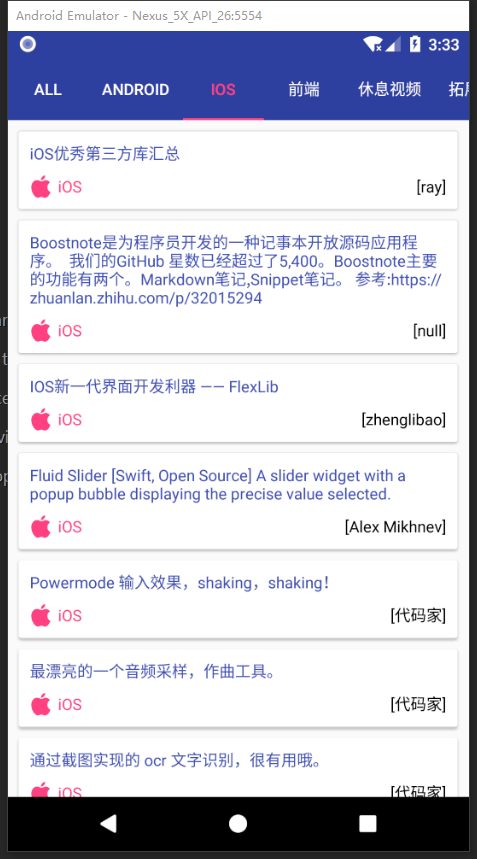 Android Emulator - Nexus_5X_API_26:5554
3:33
ALL ANDROID IOS 前端 休息视频
iOS优秀第三方库汇总
iOS [ray]
Boostnote是为程序员开发的一种记事本开放源码应用程
序。 我们的GitHub 星数已经超过了5,400。Boostnote主要
的功能有两个。Markdown笔记,Snippet笔记。 参考:https://
zhuanlan.zhihu.com/p/32015294
iOS [null]
IOS新一代界面开发利器 —— FlexLib
iOS [zhenglibao]
Fluid Slider [Swift, Open Source] A slider widget with a
popup bubble displaying the precise value selected.
iOS [Alex Mikhnev]
Powermode 输入效果，shaking，shaking！
iOS [代码家]
最漂亮的一个音频采样，作曲工具。
iOS [代码家]
通过截图实现的 ocr 文字识别，很有用哦。
iOS [代码家]